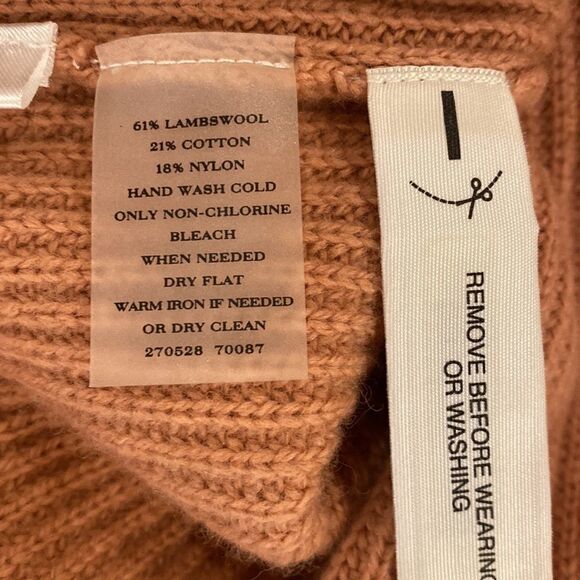 61% LAMBSWOOL
21% COTTON
18% NYLON
HAND WASH COLD
ONLY NON-CHLORINE
BLEACH
WHEN NEEDED
DRY FLAT
WARM IRON IF NEEDED
OR DRY CLEAN
270528 70087
REMOVE BEFORE WEARING
OR WASHING